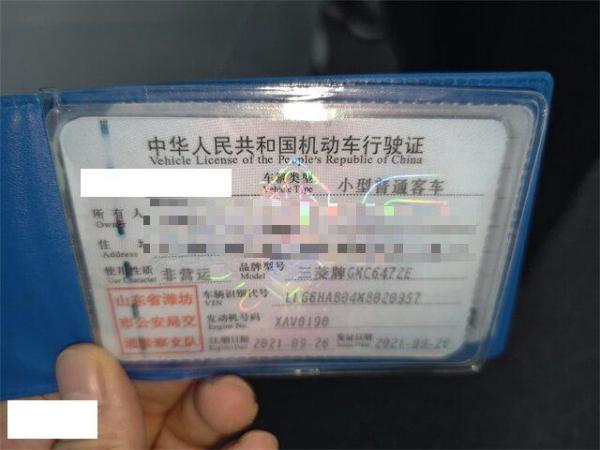 中华人民共和国机动车行驶证
Vehicle License of the People's Republic of China
车辆类型 小型普通客车
Vehicle Type
所有人
Owner
住 址
Address
使用性质 非营运 品牌型号 三菱牌GMC6472E
Use Character Model
山东省潍坊
市公安局交
通警察支队
车辆识别代号
VIN
发动机号码 XAV0190
Engine No.
注册日期 2021-09-26 发证日期
Register Date Issue Date